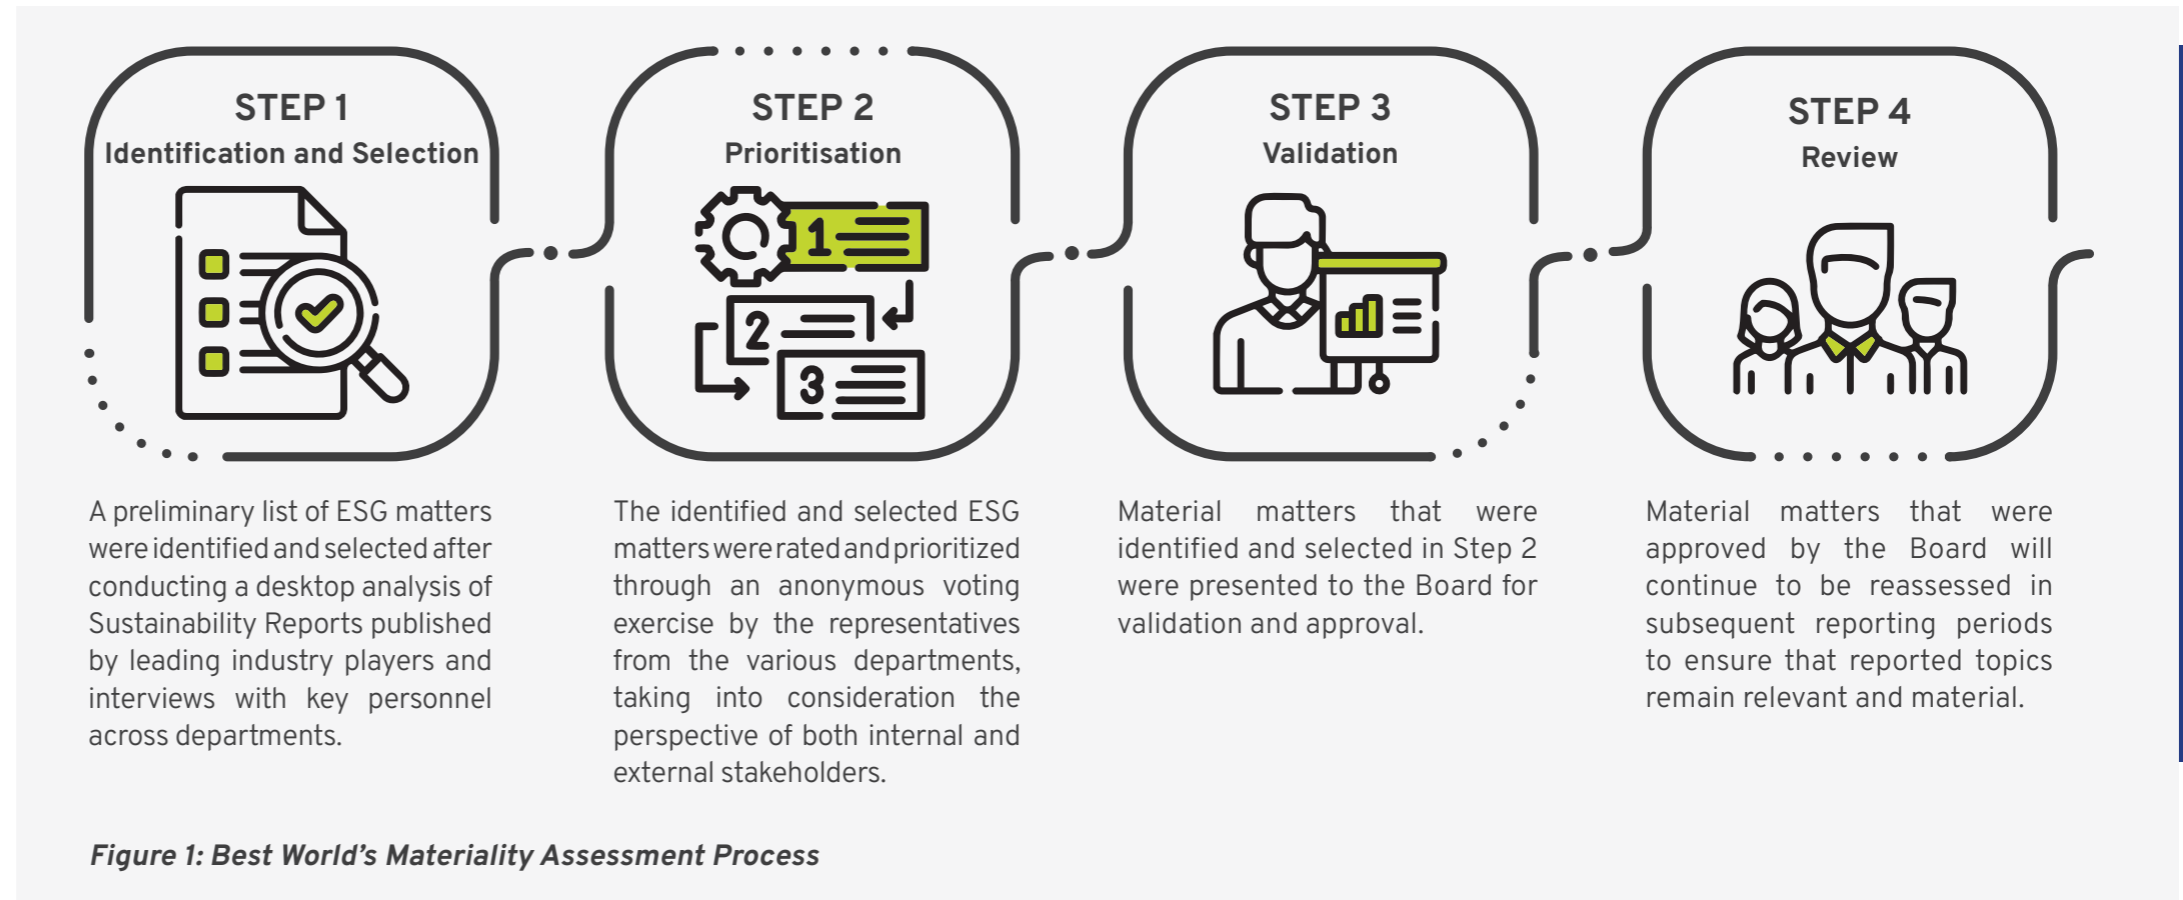 STEP 1
Identification and Selection
A preliminary list of ESG matters
were identified and selected after
conducting a desktop analysis of
Sustainability Reports published
by leading industry players and
interviews with key personnel
across departments.
STEP 2
Prioritisation
1
2
3
The identified and selected ESG
matters were rated and prioritized
through an anonymous voting
exercise by the representatives
from the various departments,
taking into consideration the
perspective of both internal and
external stakeholders.
STEP 3
Validation
Material matters that were
identified and selected in Step 2
were presented to the Board for
validation and approval.
STEP 4
Review
Material matters that were
approved by the Board will
continue to be reassessed in
subsequent reporting periods
to ensure that reported topics
remain relevant and material.
Figure 1: Best World's Materiality Assessment Process